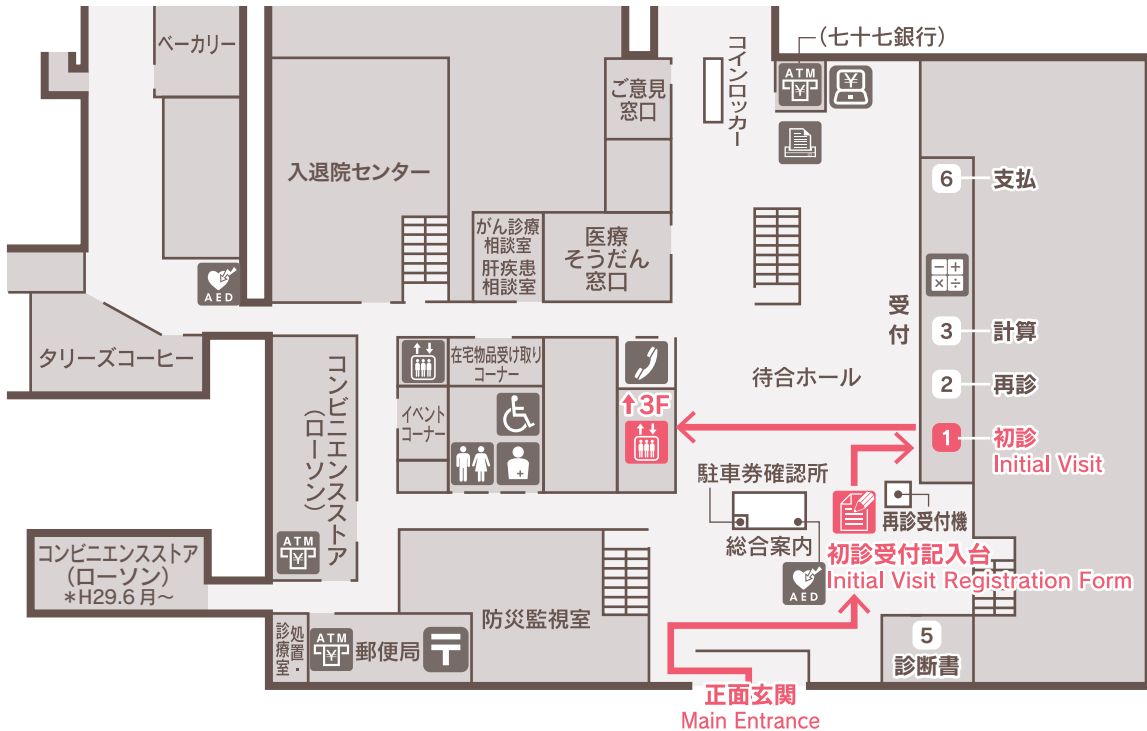 ベーカリー
(七十七銀行)
ATM
コインロッカー
ご意見
窓口
入退院センター
6 支払
がん診療
相談室
肝疾患
相談室
医療
そうだん
窓口
AED
受付
3 計算
タリーズコーヒー
コンビニエンスストア
(ローソン)
在宅物品受け取り
コーナー
待合ホール
2 再診
イベント
コーナー
↑3F
1 初診
Initial Visit
駐車券確認所
再診受付機
総合案内
初診受付記入台
Initial Visit Registration Form
AED
ATM
コンビニエンスストア
(ローソン)
*H29.6月~
防災監視室
処置・
診療室
ATM
郵便局
5
診断書
正面玄関
Main Entrance